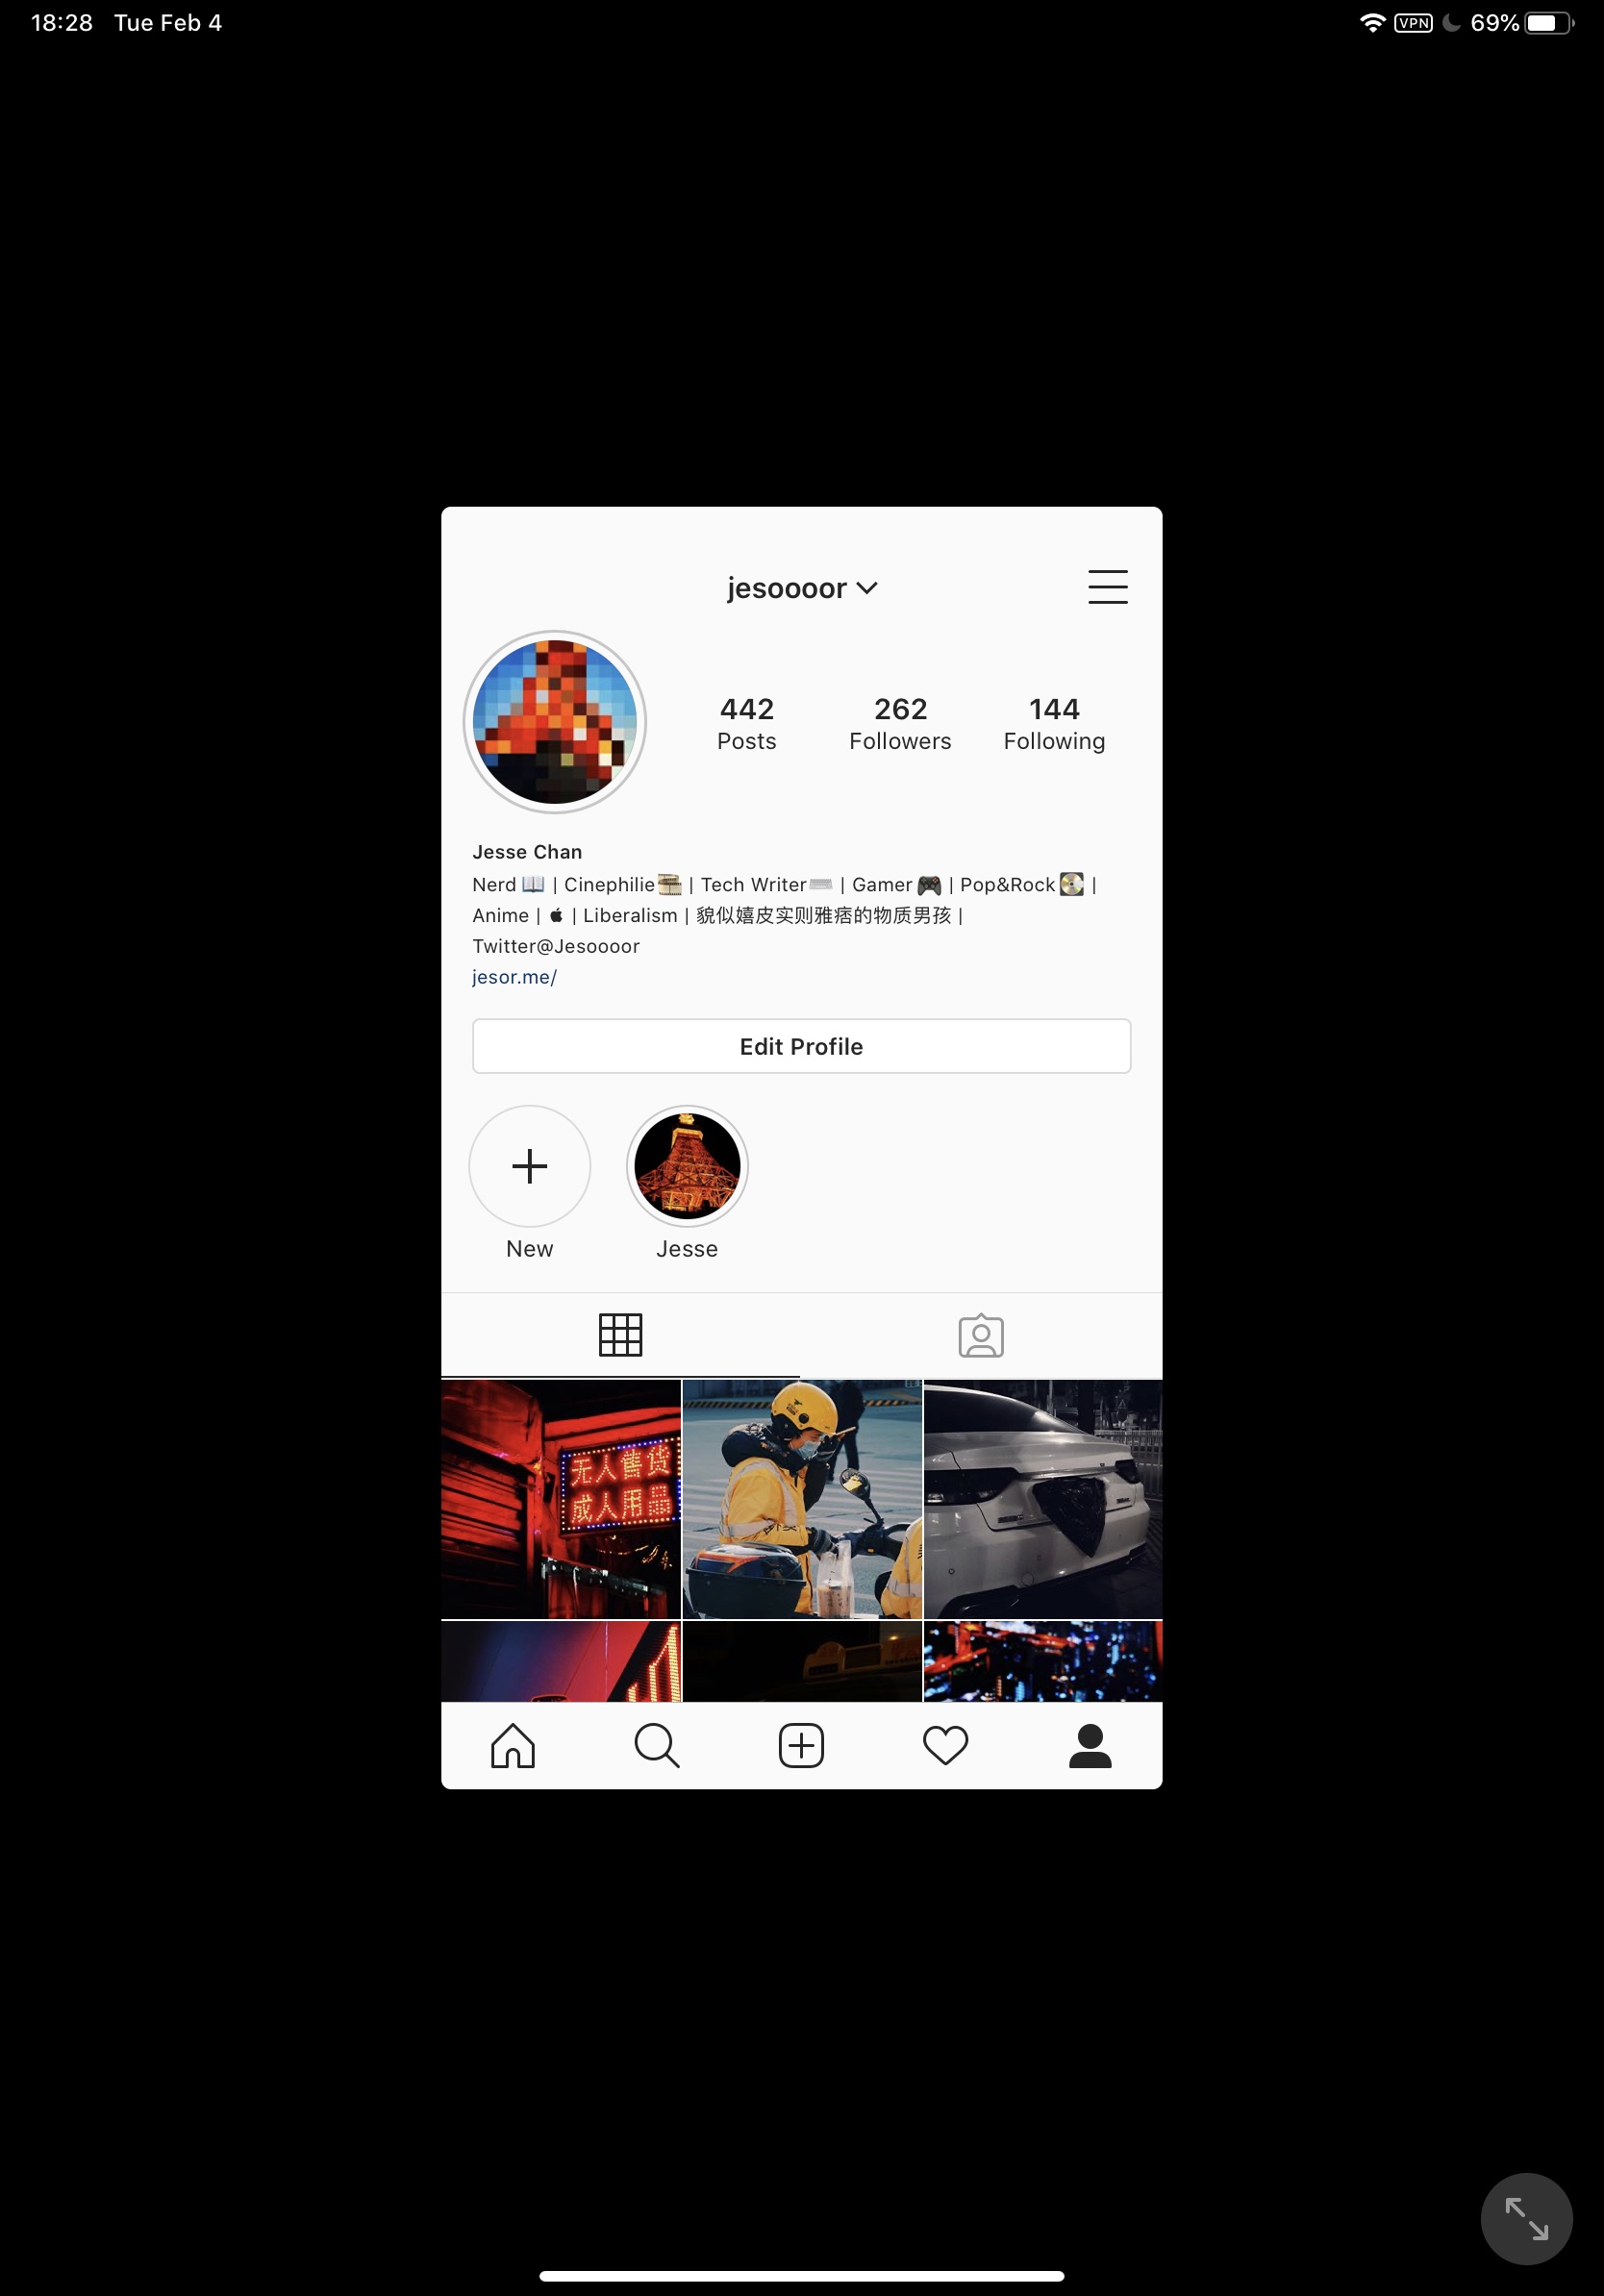 18:28 Tue Feb 4
VPN 69%
jesoooor
442 262 144
Posts Followers Following
Jesse Chan
Nerd📖 | Cinephilie🎞 | Tech Writer⌨️ | Gamer🎮 | Pop&Rock💽 |
Anime |  | Liberalism | 貌似嬉皮实则雅痞的物质男孩 |
Twitter@Jesoooor
jesor.me/
Edit Profile
New Jesse
无人售货
成人用品